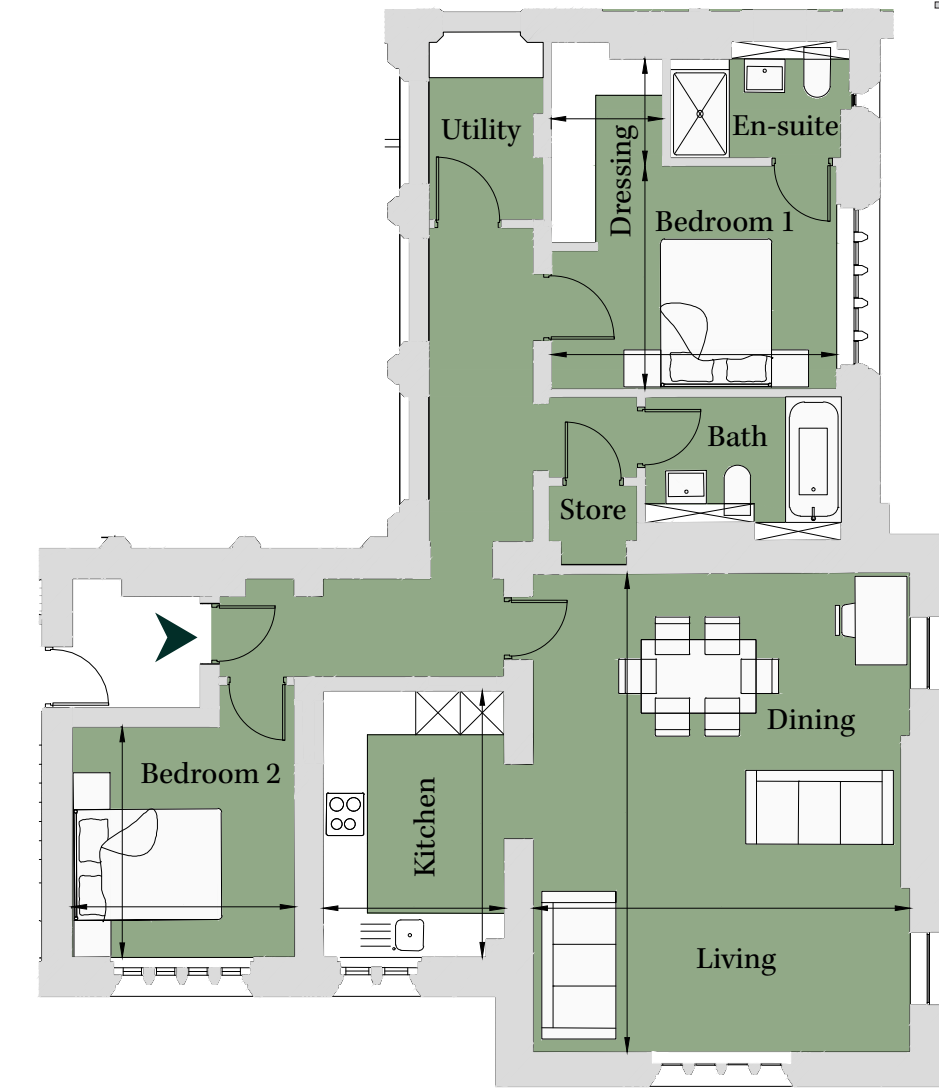 Utility
En-suite
Dressing
Bedroom 1
Bath
Store
Dining
Bedroom 2
Kitchen
Living